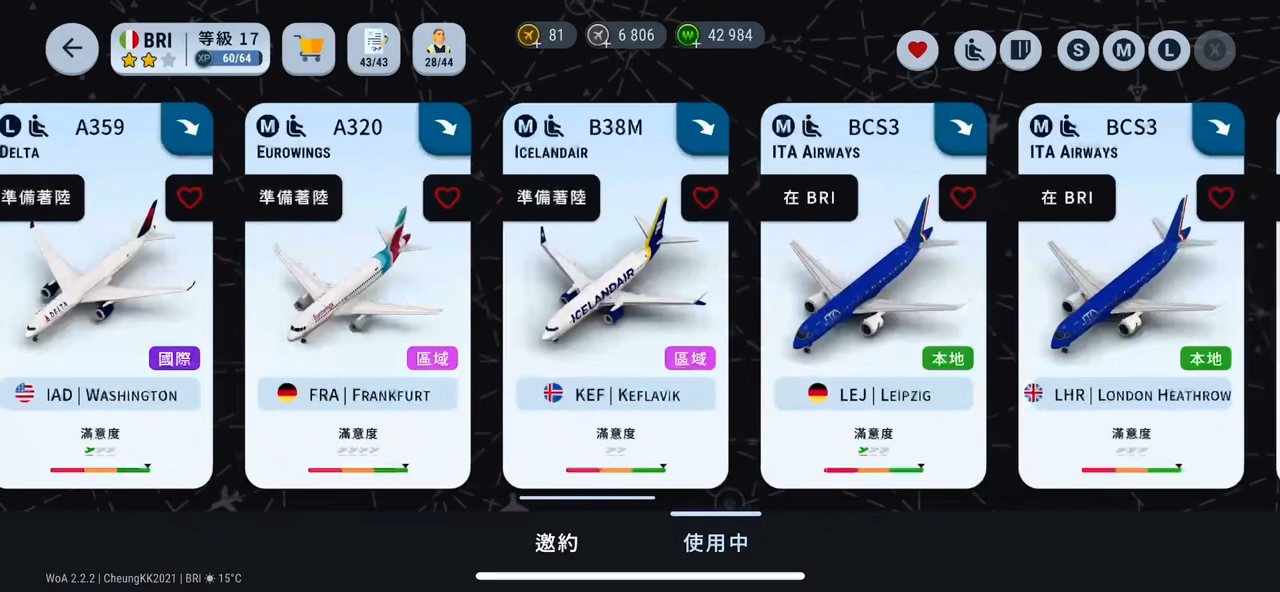 BRI
等級 17
XP 60/64
43/43
28/44
81
6 806
42 984
S
M
L
X
L A359
DELTA
準備著陸
DELTA
國際
IAD | WASHINGTON
滿意度
M A320
EUROWINGS
準備著陸
Eurowings
區域
FRA | FRANKFURT
滿意度
M B38M
ICELANDAIR
準備著陸
ICELANDAIR
區域
KEF | KEFLAVIK
滿意度
M BCS3
ITA AIRWAYS
在 BRI
ITA
本地
LEJ | LEIPZIG
滿意度
M BCS3
ITA AIRWAYS
在 BRI
ITA
本地
LHR | LONDON HEATHROW
滿意度
邀約
使用中
WoA 2.2.2 | CheungKK2021 | BRI 15°C